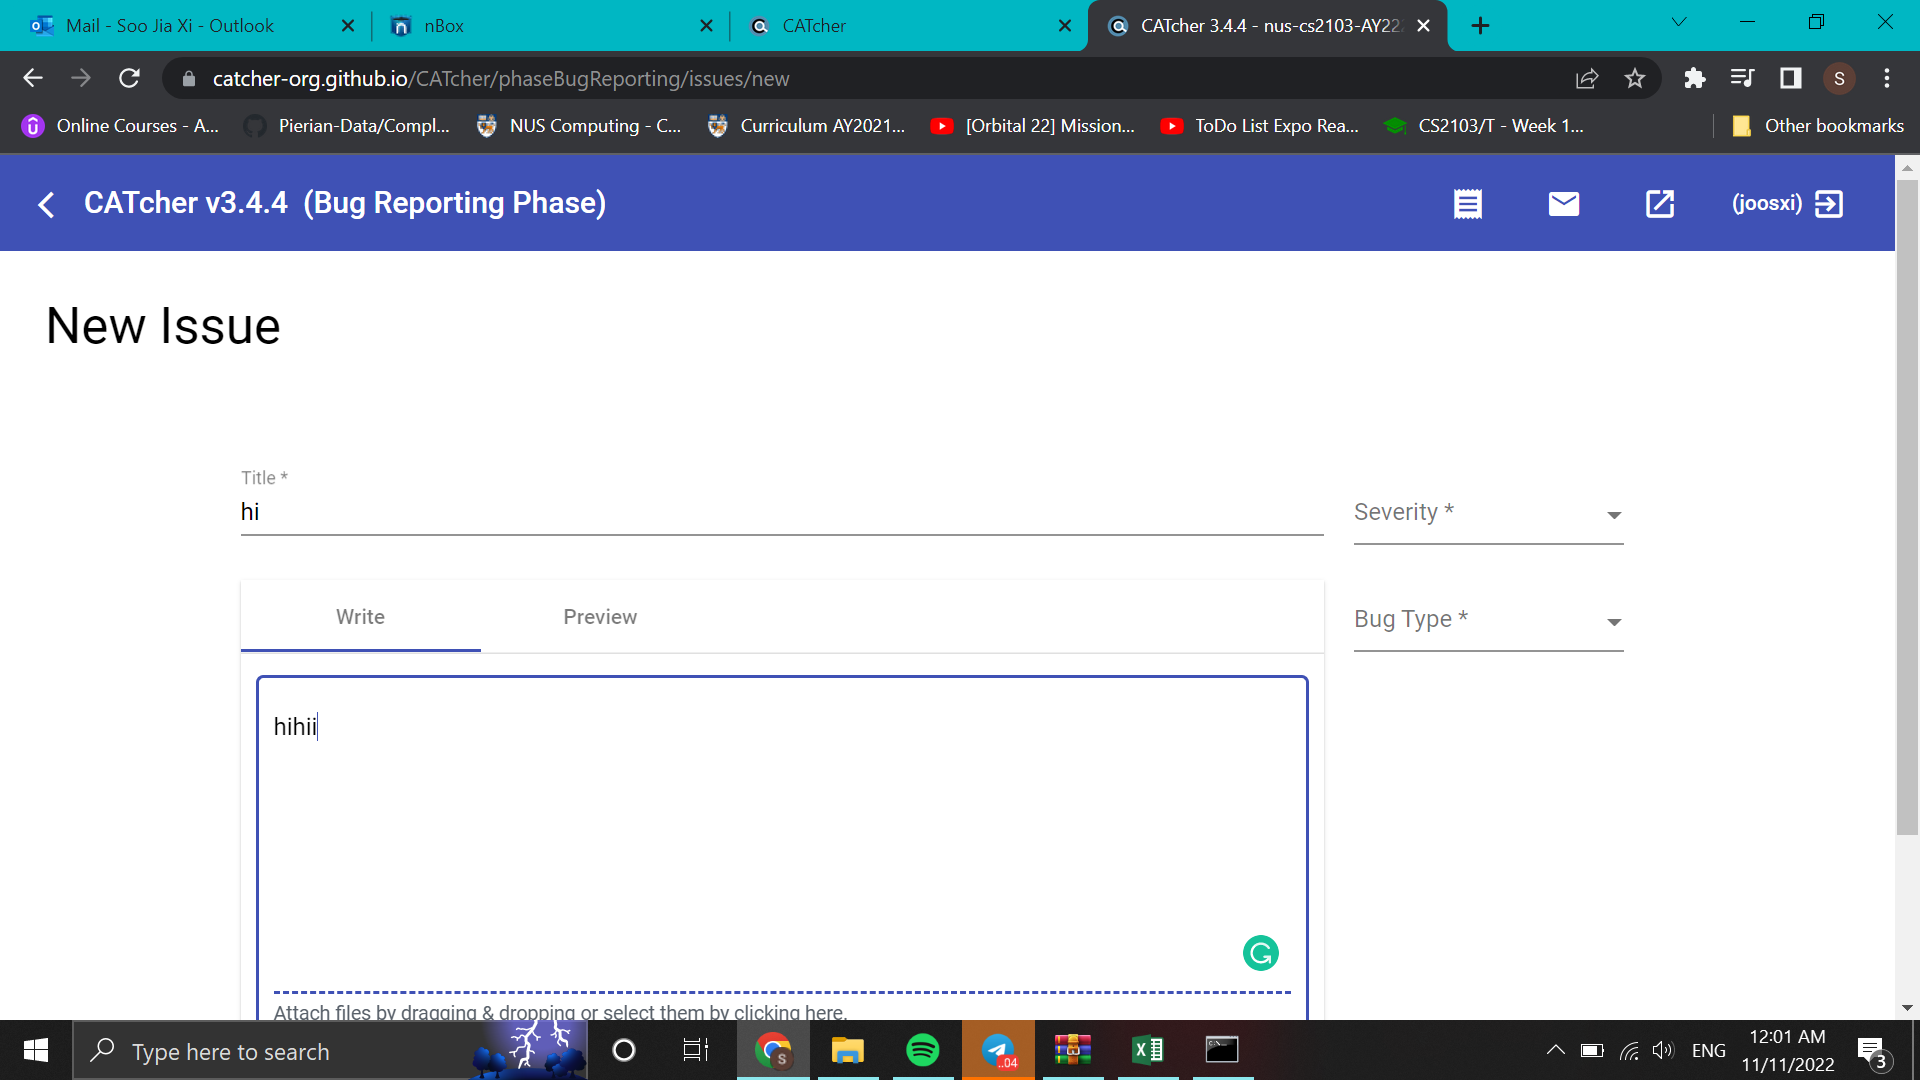 Mail - Soo Jia Xi - Outlook
nBox
CATcher
CATcher 3.4.4 - nus-cs2103-AY22
catcher-org.github.io/CATcher/phaseBugReporting/issues/new
S
Online Courses - A...
Pierian-Data/Compl...
NUS Computing - C...
Curriculum AY2021...
[Orbital 22] Mission...
ToDo List Expo Rea...
CS2103/T - Week 1...
Other bookmarks
CATcher v3.4.4 (Bug Reporting Phase)
(joosxi)
New Issue
Title *
hi
Severity *
Write
Preview
Bug Type *
hihii
Attach files by dragging & dropping or select them by clicking here.
Type here to search
S
..04
ENG
12:01 AM
11/11/2022
3